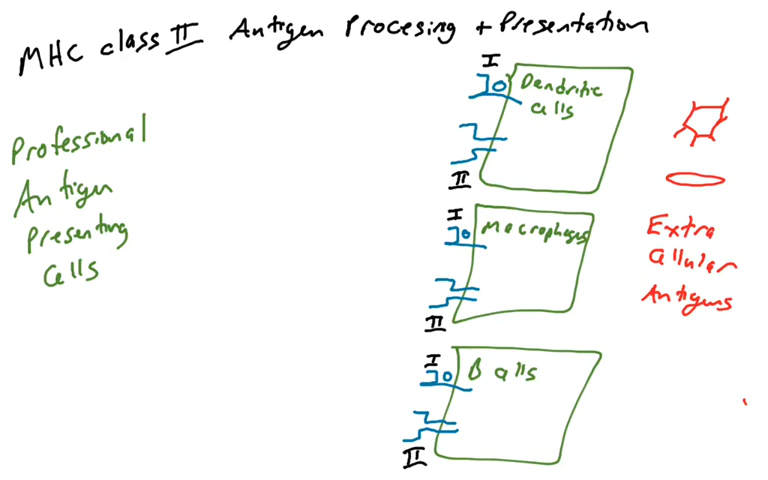 MHC class II Antigen Procesing + Presentation
Professional
Antigen
Presenting
Cells
I
Dendritic
Cells
II
I
Macrophages
II
I
B Cells
II
Extra
Cellular
Antigens